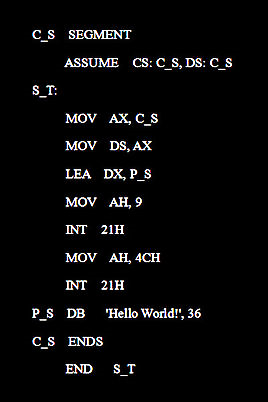 C_S SEGMENT
ASSUME CS: C_S, DS: C_S
S_T:
MOV AX, C_S
MOV DS, AX
LEA DX, P_S
MOV AH, 9
INT 21H
MOV AH, 4CH
INT 21H
P_S DB 'Hello World!', 36
C_S ENDS
END S_T